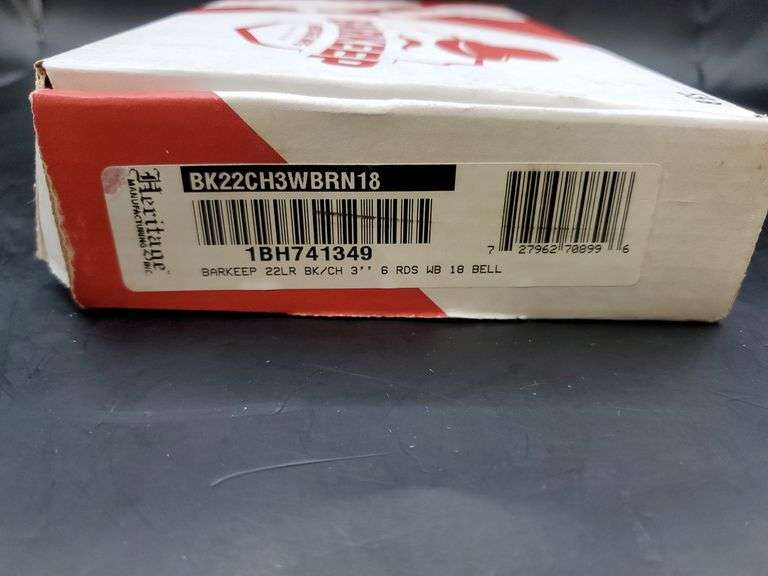 Heritage
MANUFACTURING INC.
BK22CH3WBRN18
1BH741349
7 27962 70899 6
BARKEEP 22LR BK/CH 3'' 6 RDS WB 18 BELL